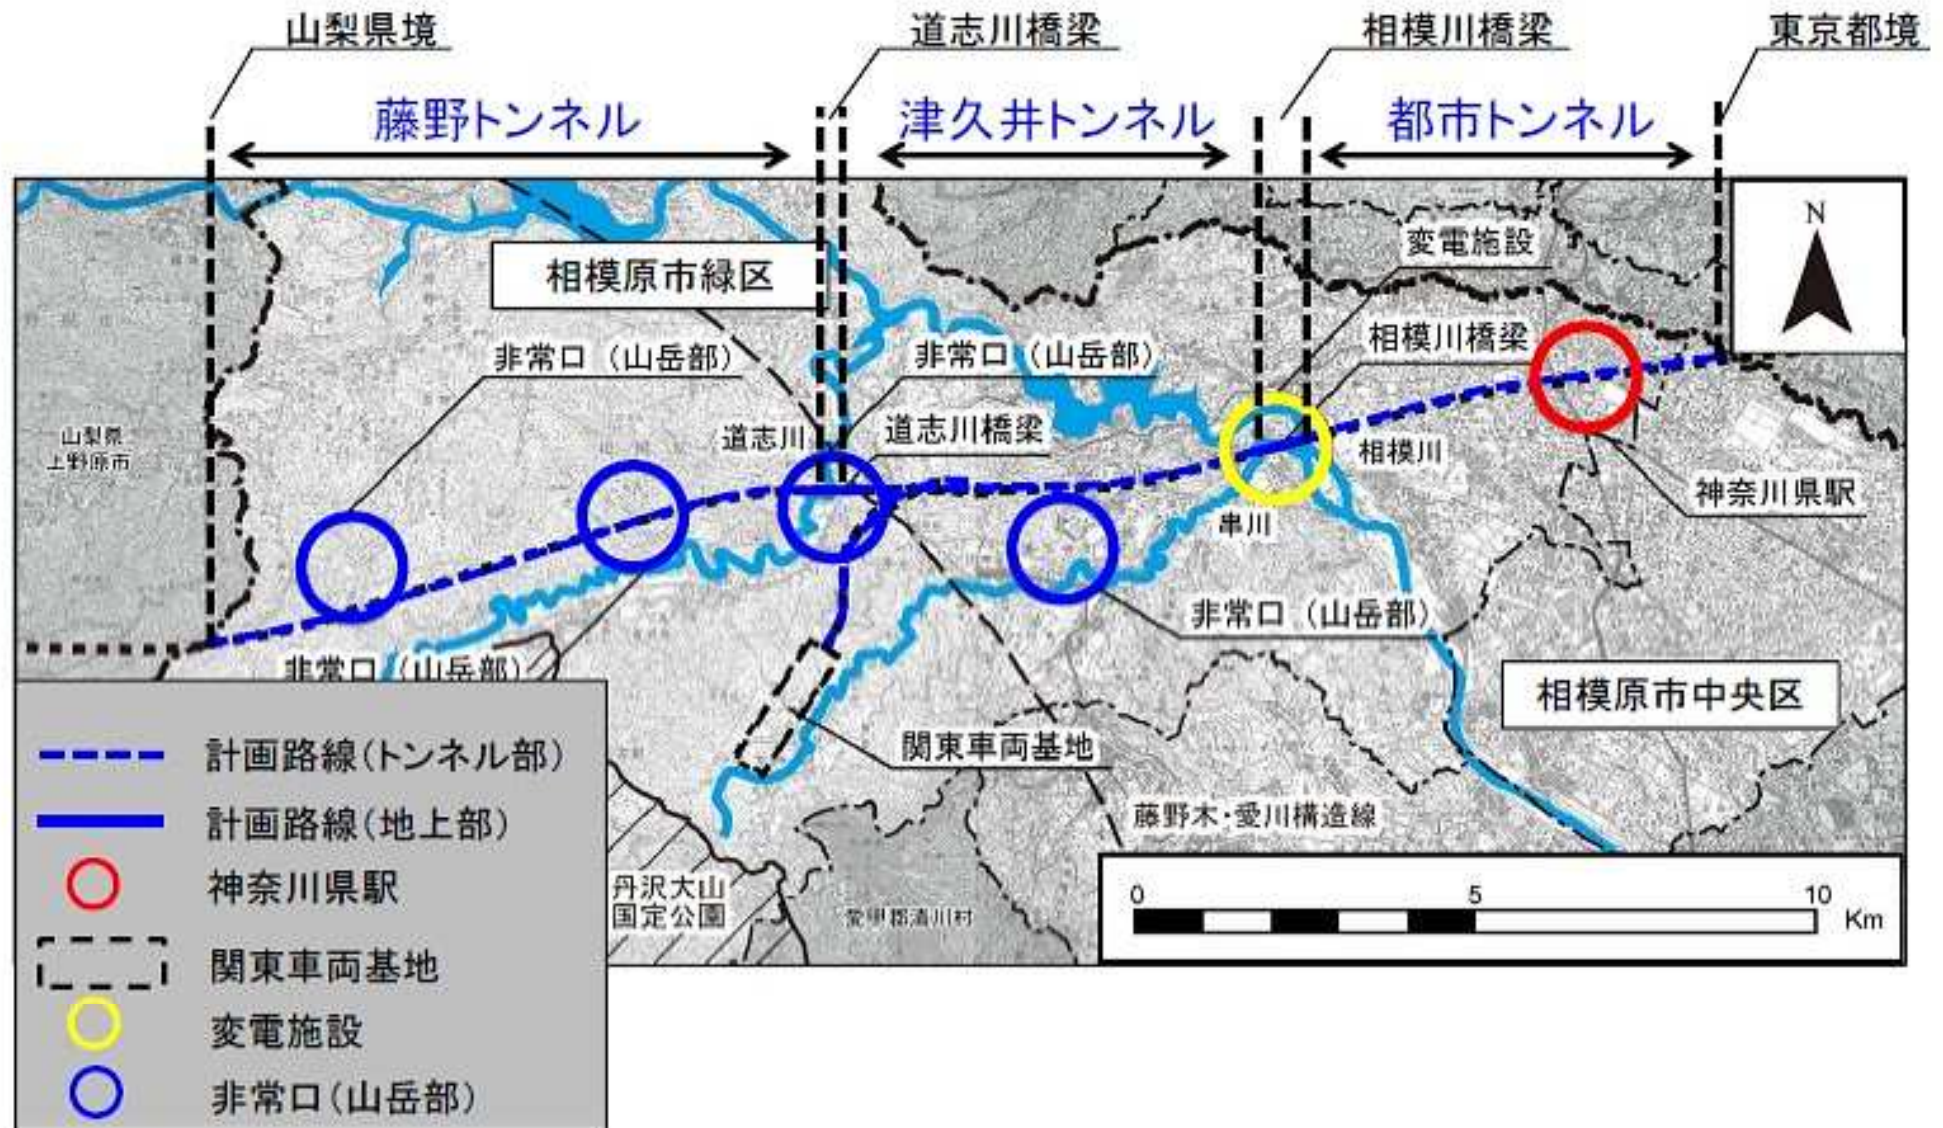 山梨県境
道志川橋梁
相模川橋梁
東京都境
藤野トンネル
津久井トンネル
都市トンネル
N
変電施設
相模原市緑区
相模川橋梁
非常口（山岳部）
非常口（山岳部）
道志川
道志川橋梁
山梨県
上野原市
相模川
神奈川県駅
串川
非常口（山岳部）
非常口（山岳部）
相模原市中央区
関東車両基地
藤野木・愛川構造線
丹沢大山
国定公園
愛甲郡清川村
0 5 10
Km
計画路線(トンネル部)
計画路線(地上部)
神奈川県駅
関東車両基地
変電施設
非常口(山岳部)